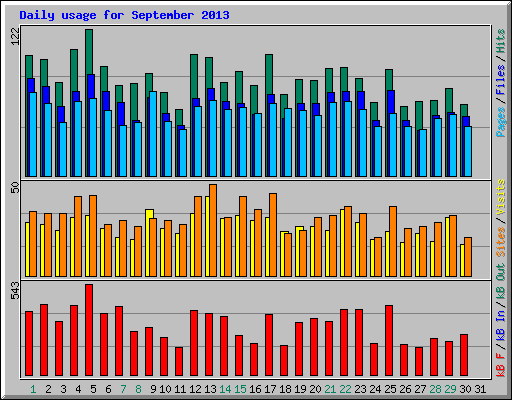 Daily usage for September 2013
122
Pages / Files / Hits
50
Sites / Visits
543
kB F / kB In / kB Out
1 2 3 4 5 6 7 8 9 10 11 12 13 14 15 16 17 18 19 20 21 22 23 24 25 26 27 28 29 30 31